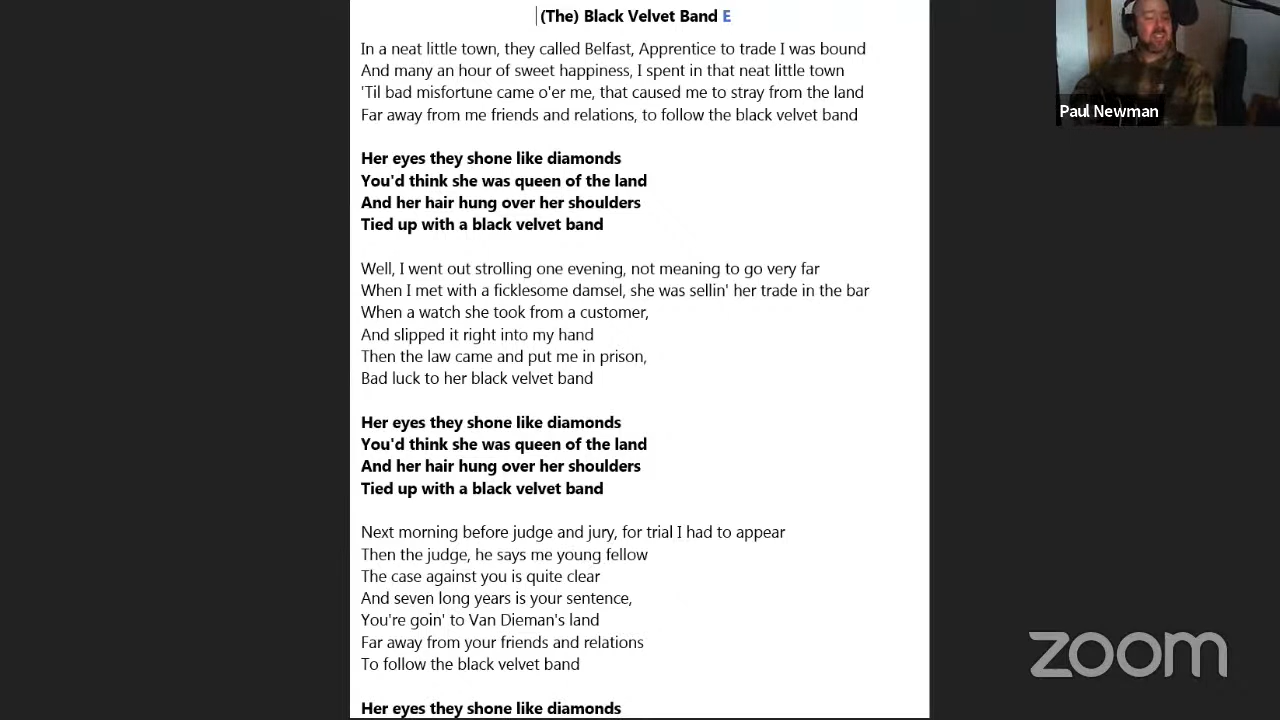 (The) Black Velvet Band E
In a neat little town, they called Belfast, Apprentice to trade I was bound
And many an hour of sweet happiness, I spent in that neat little town
'Til bad misfortune came o'er me, that caused me to stray from the land
Far away from me friends and relations, to follow the black velvet band
Her eyes they shone like diamonds
You'd think she was queen of the land
And her hair hung over her shoulders
Tied up with a black velvet band
Well, I went out strolling one evening, not meaning to go very far
When I met with a ficklesome damsel, she was sellin' her trade in the bar
When a watch she took from a customer,
And slipped it right into my hand
Then the law came and put me in prison,
Bad luck to her black velvet band
Her eyes they shone like diamonds
You'd think she was queen of the land
And her hair hung over her shoulders
Tied up with a black velvet band
Next morning before judge and jury, for trial I had to appear
Then the judge, he says me young fellow
The case against you is quite clear
And seven long years is your sentence,
You're goin' to Van Dieman's land
Far away from your friends and relations
To follow the black velvet band
Her eyes they shone like diamonds
Paul Newman
zoom